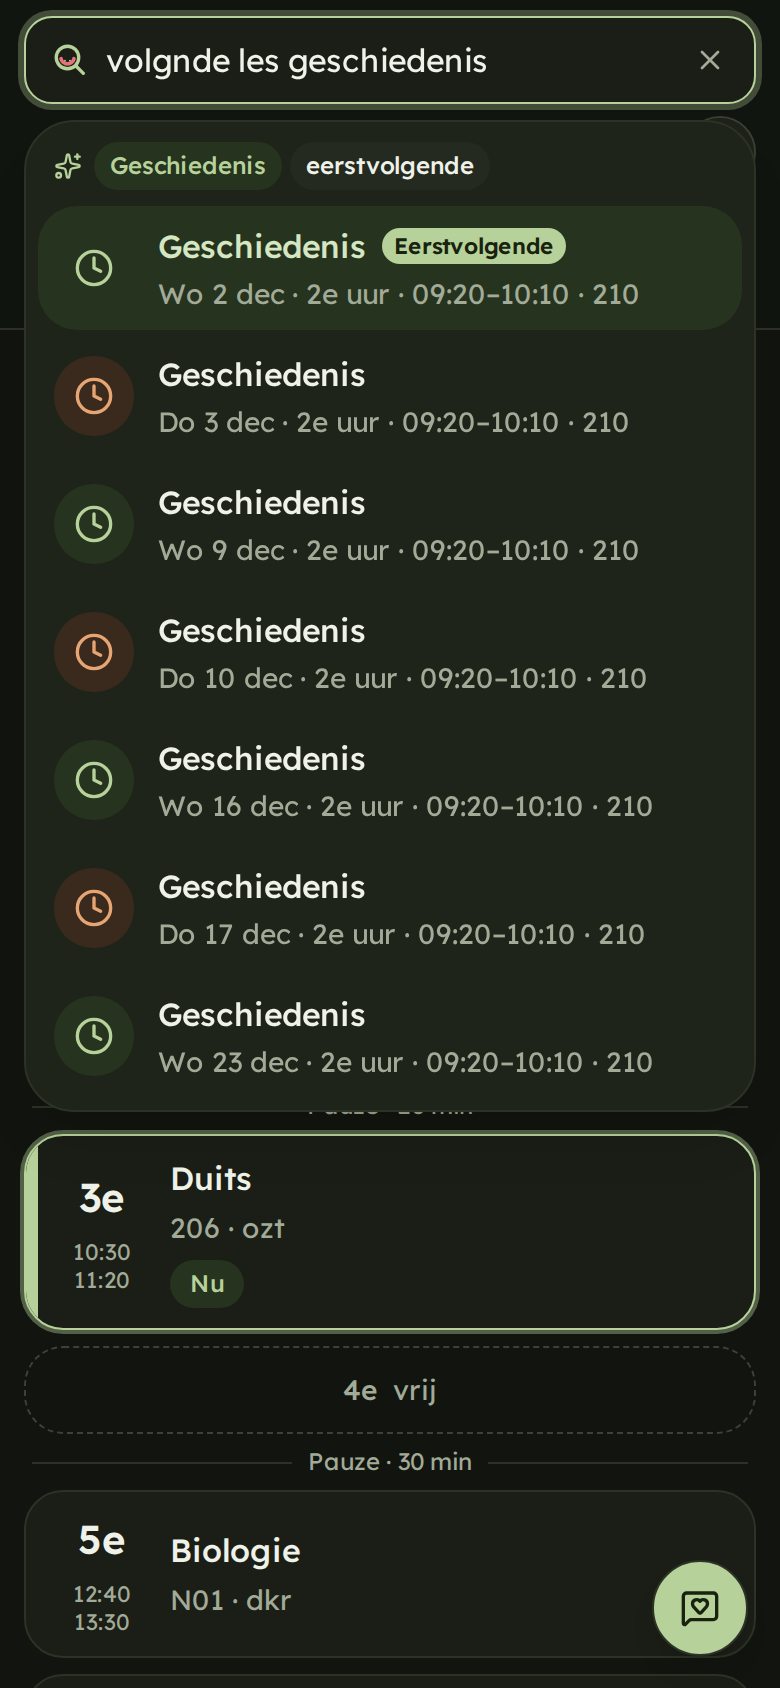 volgnde les geschiedenis
Geschiedenis eerstvolgende
Geschiedenis Eerstvolgende
Wo 2 dec · 2e uur · 09:20–10:10 · 210
Geschiedenis
Do 3 dec · 2e uur · 09:20–10:10 · 210
Geschiedenis
Wo 9 dec · 2e uur · 09:20–10:10 · 210
Geschiedenis
Do 10 dec · 2e uur · 09:20–10:10 · 210
Geschiedenis
Wo 16 dec · 2e uur · 09:20–10:10 · 210
Geschiedenis
Do 17 dec · 2e uur · 09:20–10:10 · 210
Geschiedenis
Wo 23 dec · 2e uur · 09:20–10:10 · 210
3e
10:30
11:20
Duits
206 · ozt
Nu
4e vrij
Pauze · 30 min
5e
12:40
13:30
Biologie
N01 · dkr